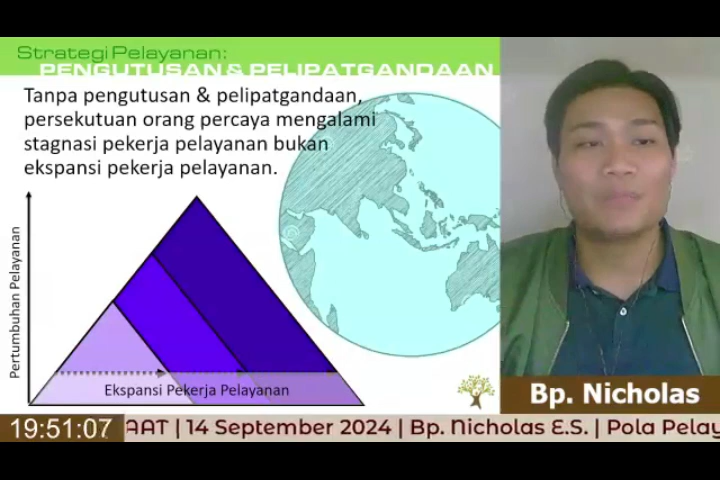 Strategi Pelayanan:
PENGUTUSAN & PELIPATGANDAAN
Tanpa pengutusan & pelipatgandaan,
persekutuan orang percaya mengalami
stagnasi pekerja pelayanan bukan
ekspansi pekerja pelayanan.
Pertumbuhan Pelayanan
Ekspansi Pekerja Pelayanan
Bp. Nicholas
19:51:07 AAT | 14 September 2024 | Bp. Nicholas E.S. | Pola Pelay